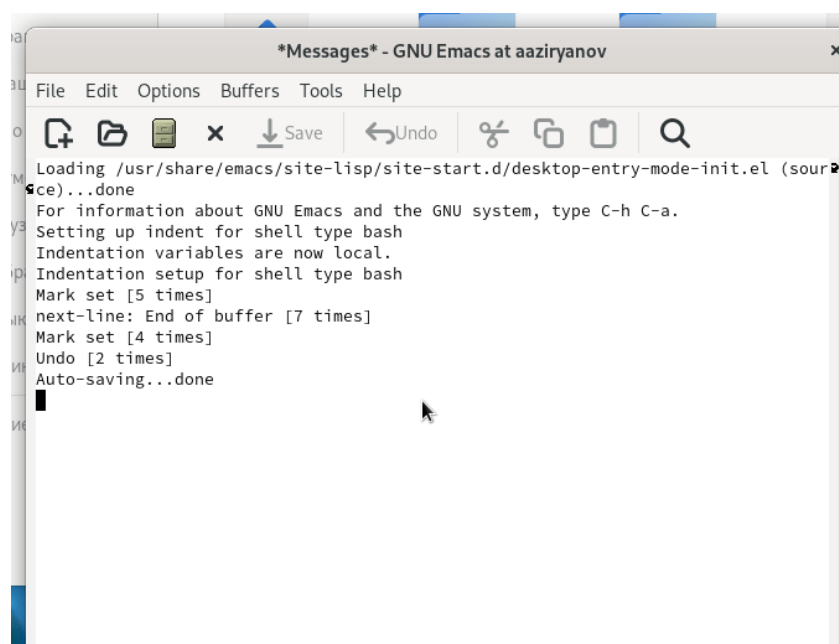 *Messages* - GNU Emacs at aaziryanov
File Edit Options Buffers Tools Help
Save Undo
Loading /usr/share/emacs/site-lisp/site-start.d/desktop-entry-mode-init.el (sour
ce)...done
For information about GNU Emacs and the GNU system, type C-h C-a.
Setting up indent for shell type bash
Indentation variables are now local.
Indentation setup for shell type bash
Mark set [5 times]
next-line: End of buffer [7 times]
Mark set [4 times]
Undo [2 times]
Auto-saving...done